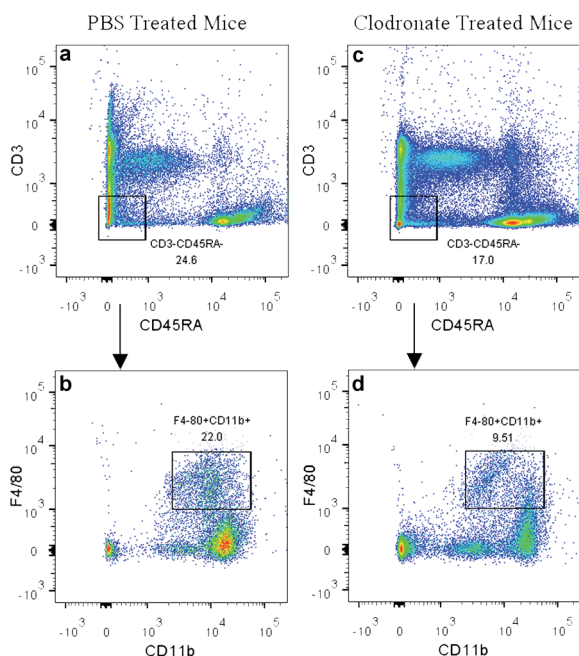 PBS Treated Mice
Clodronate Treated Mice
a
10^5
10^4
10^3
0
-10^3
CD3
CD3-CD45RA-
24.6
-10^3 0 10^3 10^4 10^5
CD45RA
c
10^5
10^4
10^3
0
-10^3
CD3
CD3-CD45RA-
17.0
-10^3 0 10^3 10^4 10^5
CD45RA
b
10^5
10^4
10^3
0
-10^3
F4/80
F4-80+CD11b+
22.0
-10^3 0 10^3 10^4 10^5
CD11b
d
10^5
10^4
10^3
0
-10^3
F4/80
F4-80+CD11b+
9.51
-10^3 0 10^3 10^4 10^5
CD11b